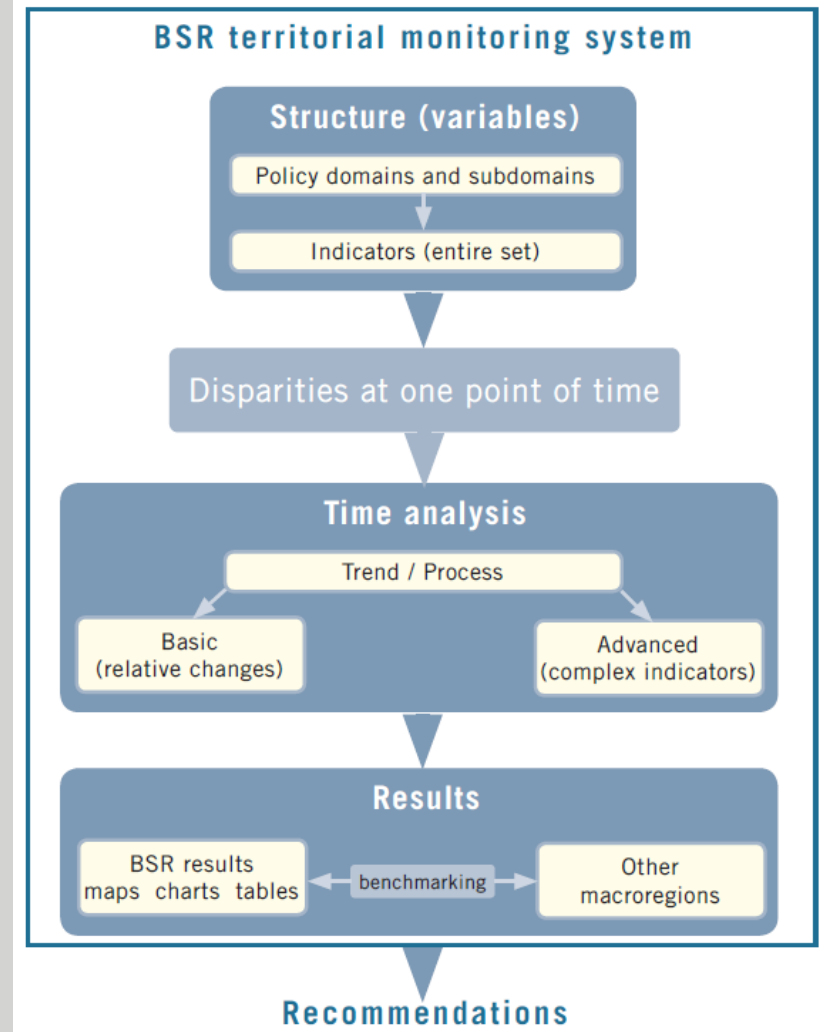 BSR territorial monitoring system
Structure (variables)
Policy domains and subdomains
Indicators (entire set)
Disparities at one point of time
Time analysis
Trend / Process
Basic
(relative changes)
Advanced
(complex indicators)
Results
BSR results
maps charts tables
benchmarking
Other
macroregions
Recommendations